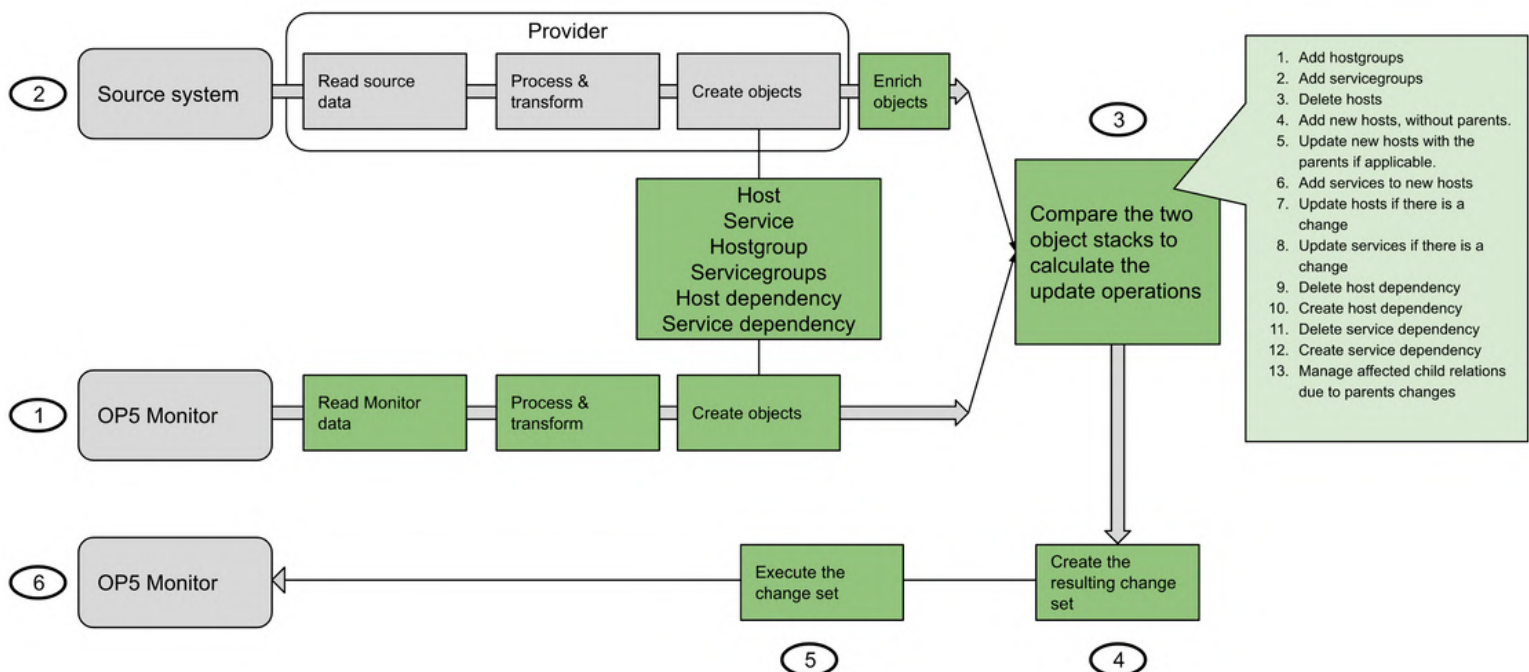 Provider
2
Source system
Read source
data
Process &
transform
Create objects
Enrich
objects
3
1. Add hostgroups
2. Add servicegroups
3. Delete hosts
4. Add new hosts, without parents.
5. Update new hosts with the
parents if applicable.
6. Add services to new hosts
7. Update hosts if there is a
change
8. Update services if there is a
change
9. Delete host dependency
10. Create host dependency
11. Delete service dependency
12. Create service dependency
13. Manage affected child relations
due to parents changes
Host
Service
Hostgroup
Servicegroups
Host dependency
Service dependency
Compare the two
object stacks to
calculate the
update operations
1
OP5 Monitor
Read Monitor
data
Process &
transform
Create objects
6
OP5 Monitor
Execute the
change set
Create the
resulting change
set
5
4